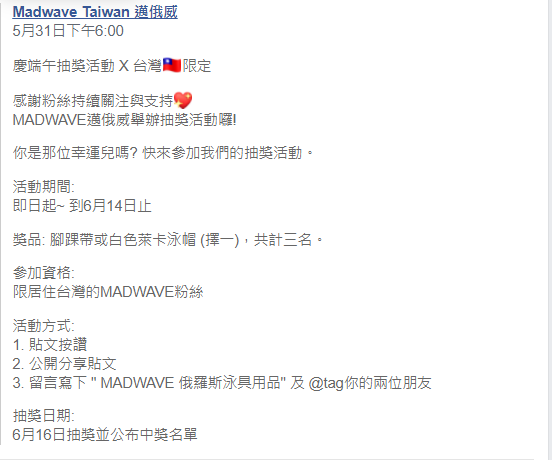 Madwave Taiwan 邁俄威
5月31日下午6:00
慶端午抽獎活動 X 台灣🇹🇼限定
感謝粉絲持續關注與支持💖
MADWAVE邁俄威舉辦抽獎活動囉!
你是那位幸運兒嗎? 快來參加我們的抽獎活動。
活動期間:
即日起~ 到6月14日止
獎品: 腳踝帶或白色萊卡泳帽 (擇一)，共計三名。
參加資格:
限居住台灣的MADWAVE粉絲
活動方式:
1. 貼文按讚
2. 公開分享貼文
3. 留言寫下 " MADWAVE 俄羅斯泳具用品" 及 @tag你的兩位朋友
抽獎日期:
6月16日抽獎並公布中獎名單